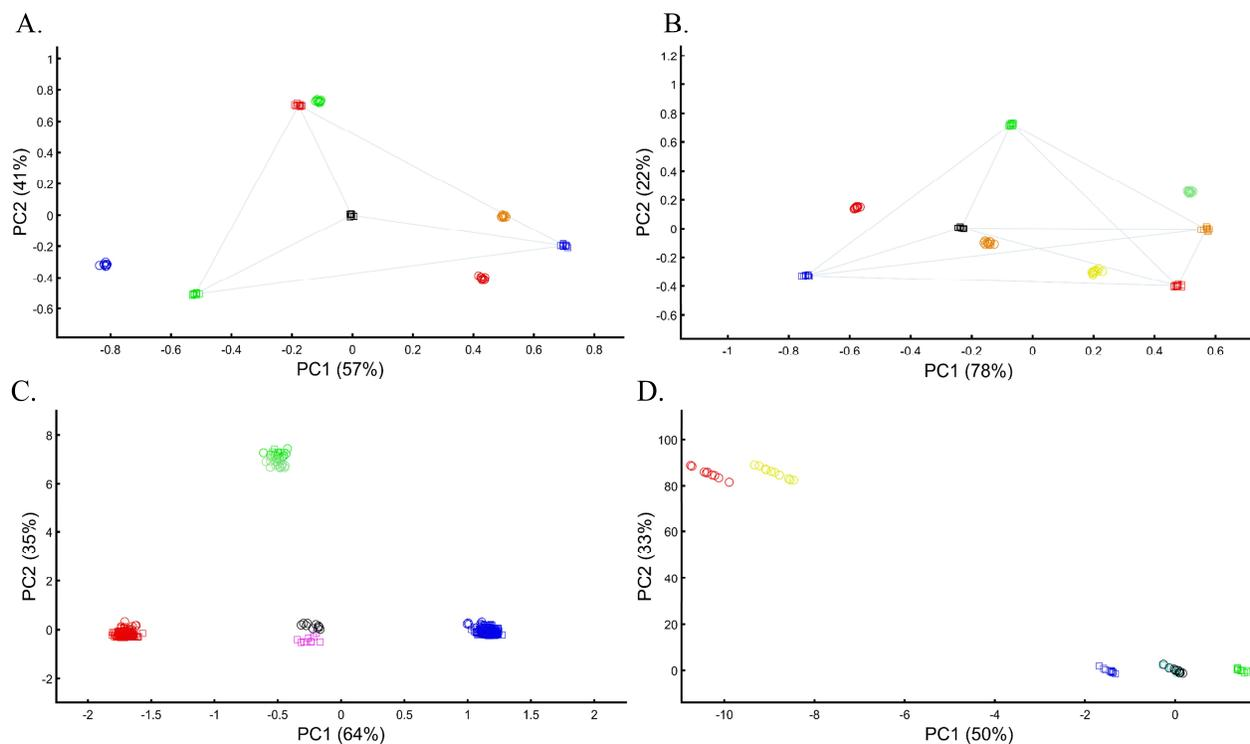 A.
B.
1
0.8
0.6
0.4
0.2
0
-0.2
-0.4
-0.6
PC2 (41%)
-0.8 -0.6 -0.4 -0.2 0 0.2 0.4 0.6 0.8
PC1 (57%)
1.2
1
0.8
0.6
0.4
0.2
0
-0.2
-0.4
-0.6
PC2 (22%)
-1 -0.8 -0.6 -0.4 -0.2 0 0.2 0.4 0.6
PC1 (78%)
C.
D.
8
6
4
2
0
-2
PC2 (35%)
-2 -1.5 -1 -0.5 0 0.5 1 1.5 2
PC1 (64%)
100
80
60
40
20
0
PC2 (33%)
-10 -8 -6 -4 -2 0
PC1 (50%)